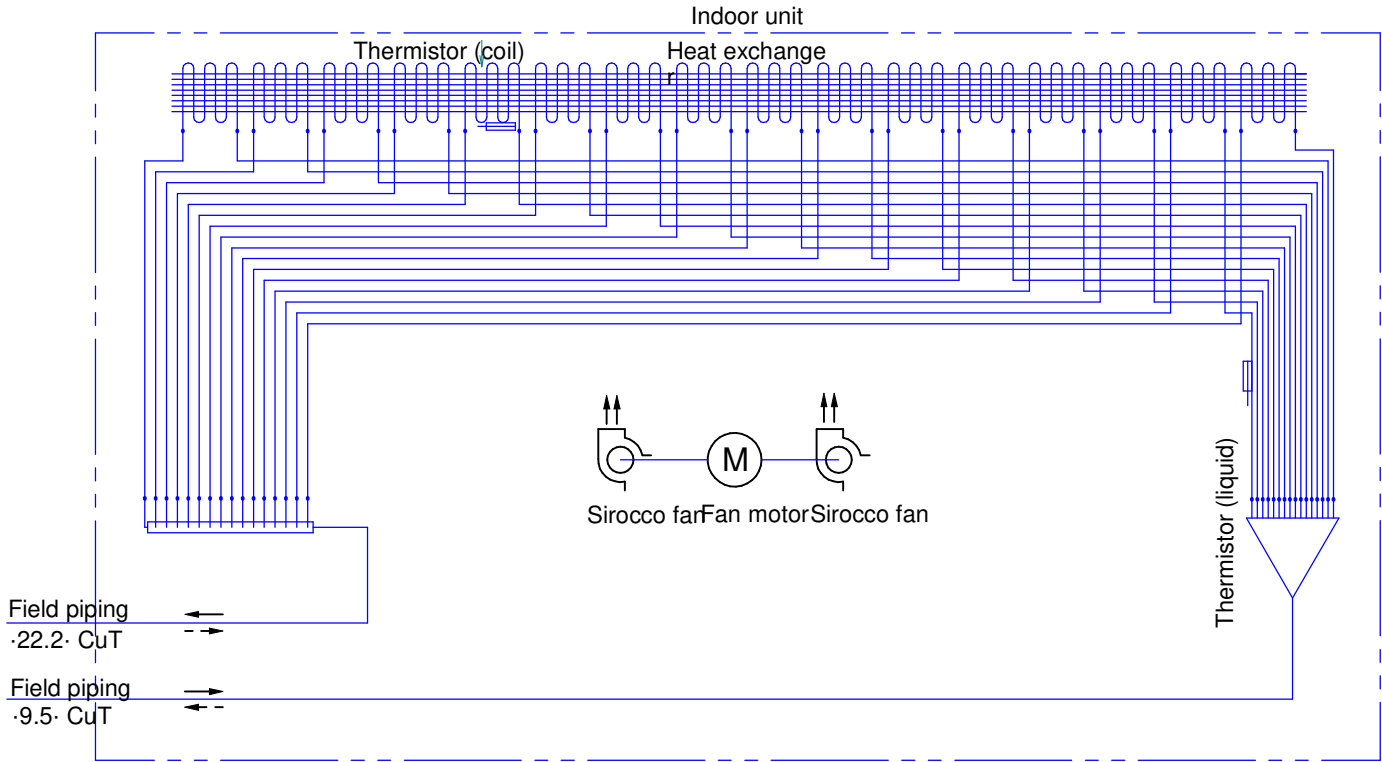 Indoor unit
Thermistor (coil)
Heat exchange
r
M
Sirocco fan
Fan motor
Sirocco fan
Thermistor (liquid)
Field piping
·22.2· CuT
Field piping
·9.5· CuT